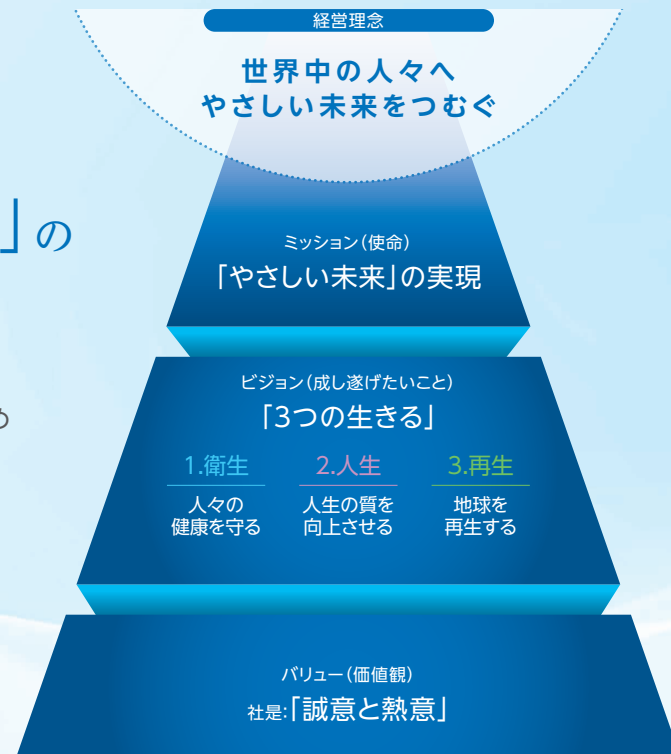 経営理念
世界中の人々へ
やさしい未来をつむぐ
」の
ミッション（使命）
「やさしい未来」の実現
ビジョン（成し遂げたいこと）
「3つの生きる」
1.衛生 2.人生 3.再生
人々の 人生の質を 地球を
健康を守る 向上させる 再生する
バリュー（価値観）
社是：「誠意と熱意」